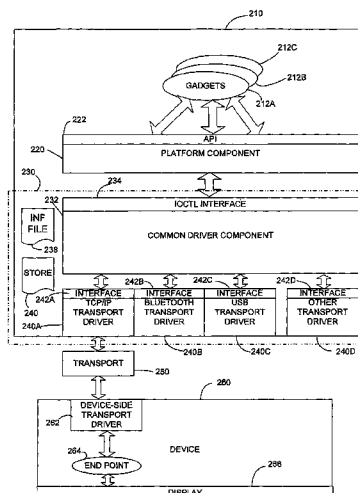 210
212C
212B
GADGETS
212A
222
API
220
PLATFORM COMPONENT
230
234
232
IOCTL INTERFACE
INF FILE
238
COMMON DRIVER COMPONENT
STORE
240
242A
242B
242C
242D
INTERFACE
INTERFACE
INTERFACE
INTERFACE
TCP/IP TRANSPORT DRIVER
BLUETOOTH TRANSPORT DRIVER
USB TRANSPORT DRIVER
OTHER TRANSPORT DRIVER
240A
240B
240C
240D
TRANSPORT
250
260
DEVICE-SIDE TRANSPORT DRIVER
262
DEVICE
264
END POINT
266
DISPLAY